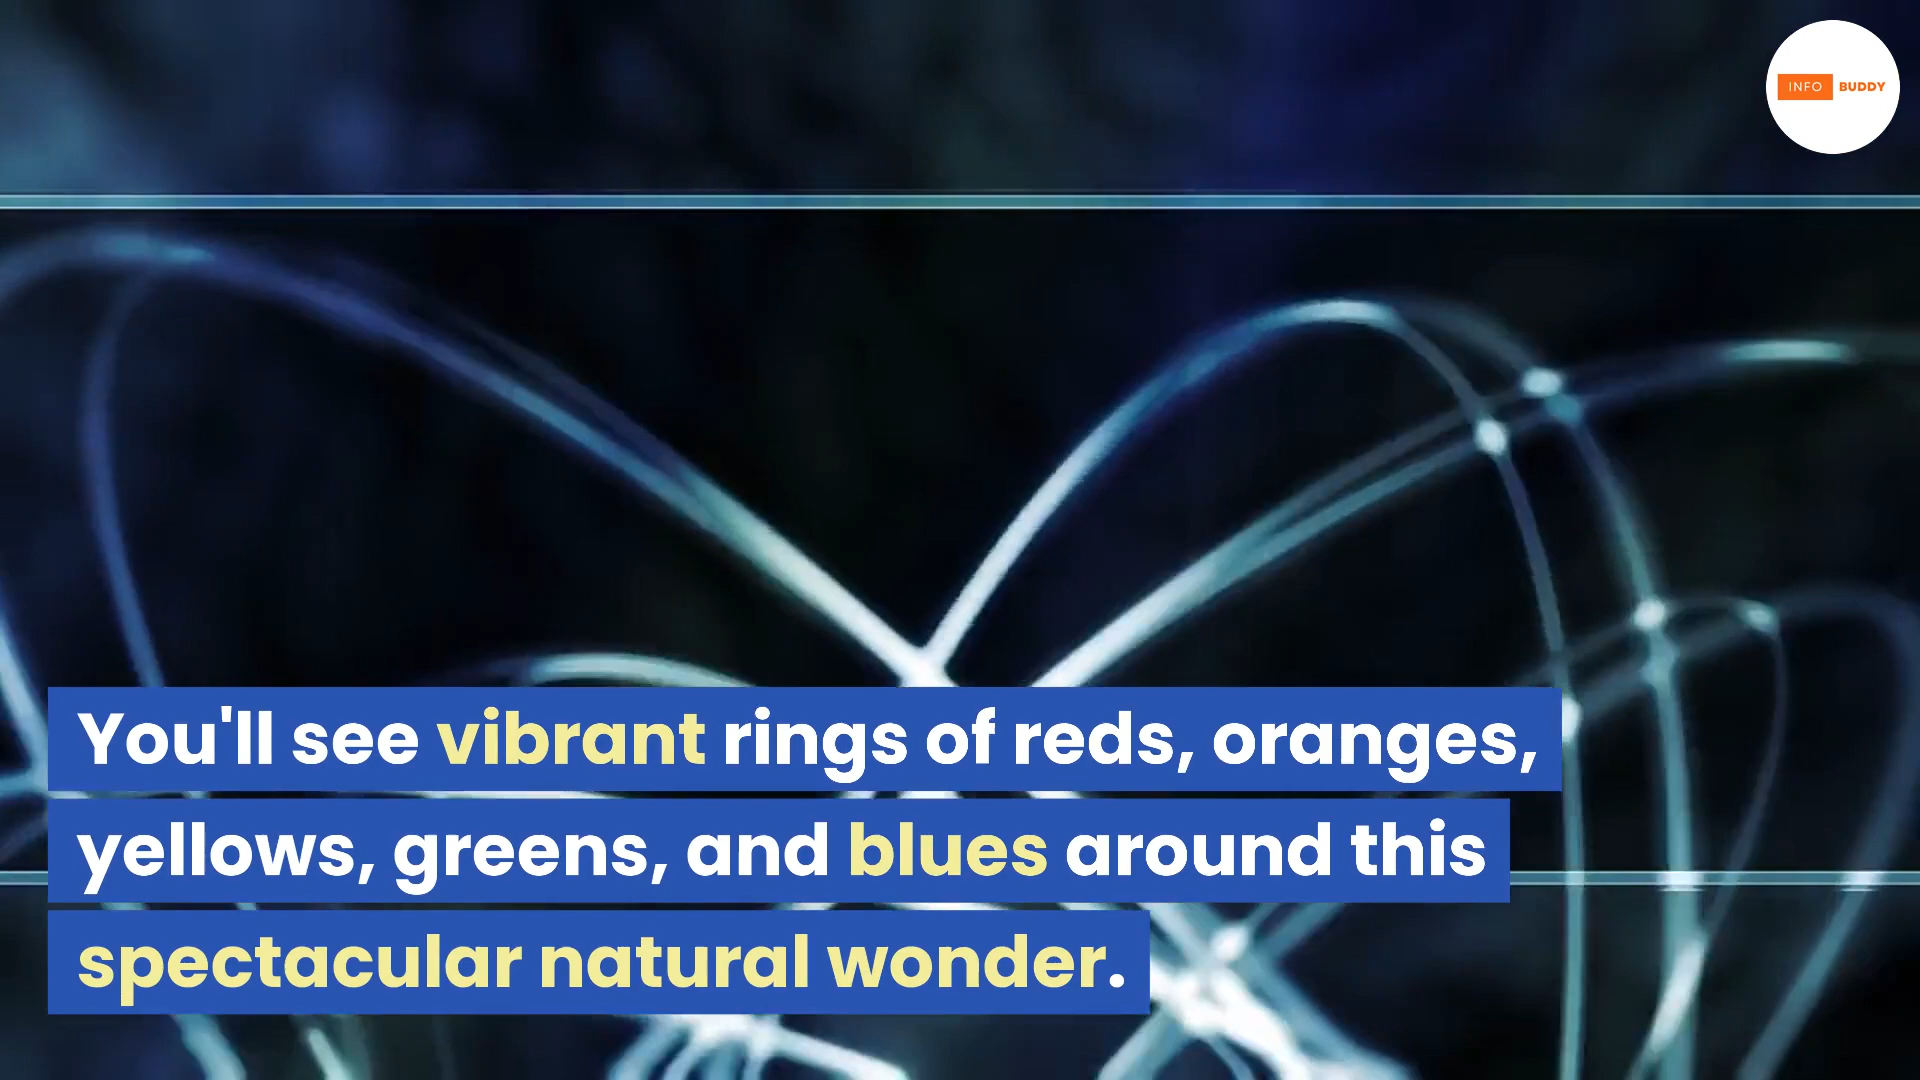 INFO BUDDY
You'll see vibrant rings of reds, oranges,
yellows, greens, and blues around this
spectacular natural wonder.